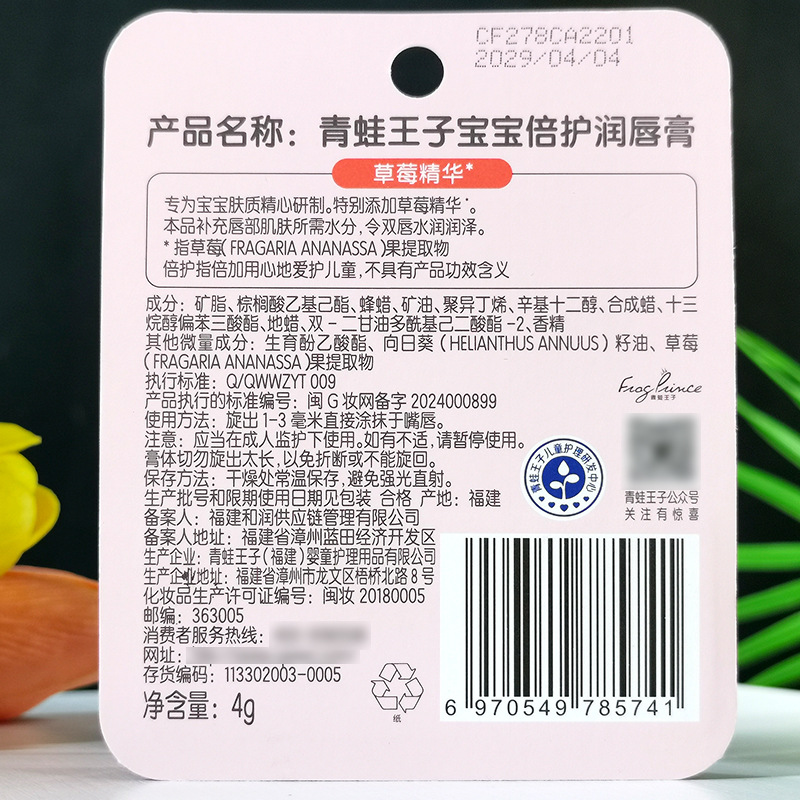 CF278CA2201
2029/04/04
产品名称：青蛙王子宝宝倍护润唇膏
草莓精华*
专为宝宝肤质精心研制。特别添加草莓精华*。
本品补充唇部肌肤所需水分，令双唇水润润泽。
*指草莓(FRAGARIA ANANASSA)果提取物
倍护指倍加用心地爱护儿童，不具有产品功效含义
成分：矿脂、棕榈酸乙基己酯、蜂蜡、矿油、聚异丁烯、辛基十二醇、合成蜡、十三
烷醇偏苯三酸酯、地蜡、双-二甘油多酰基己二酸酯-2、香精
其他微量成分：生育酚乙酸酯、向日葵（HELIANTHUS ANNUUS）籽油、草莓
(FRAGARIA ANANASSA)果提取物
执行标准：Q/QWWZYT 009
产品执行的标准编号：闽G妆网备字2024000899
使用方法：旋出1-3毫米直接涂抹于嘴唇。
注意：应当在成人监护下使用。如有不适，请暂停使用。
膏体切勿旋出太长，以免折断或不能旋回。
保存方法：干燥处常温保存，避免强光直射。
生产批号和限期使用日期见包装 合格 产地：福建
备案人：福建和润供应链管理有限公司
备案人地址：福建省漳州蓝田经济开发区
生产企业：青蛙王子(福建)婴童护理用品有限公司
生产企业地址：福建省漳州市龙文区梧桥北路8号
化妆品生产许可证编号：闽妆20180005
邮编：363005
消费者服务热线：
网址：
存货编码：113302003-0005
净含量：4g
Frog Prince
青蛙王子
青蛙王子儿童护理研发中心
青蛙王子公众号
关注有惊喜
纸
6 970549 785741